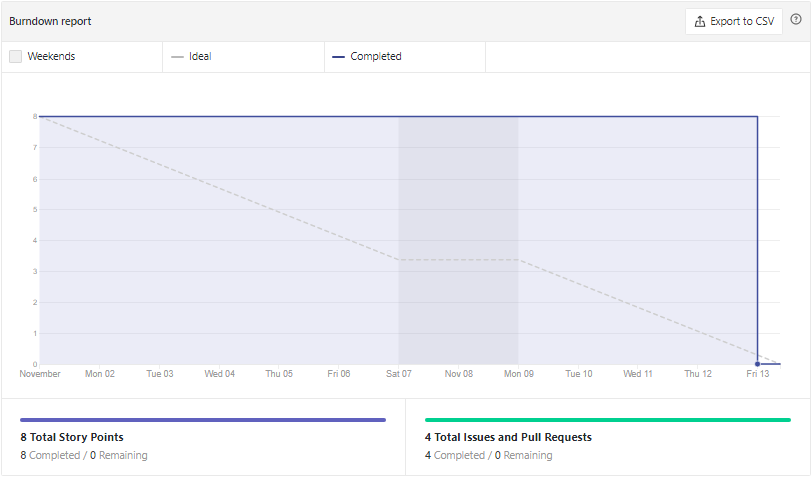 Burndown report
Export to CSV
Weekends
Ideal
Completed
8
7
6
5
4
3
2
1
0
November Mon 02 Tue 03 Wed 04 Thu 05 Fri 06 Sat 07 Nov 08 Mon 09 Tue 10 Wed 11 Thu 12 Fri 13
8 Total Story Points
8 Completed / 0 Remaining
4 Total Issues and Pull Requests
4 Completed / 0 Remaining